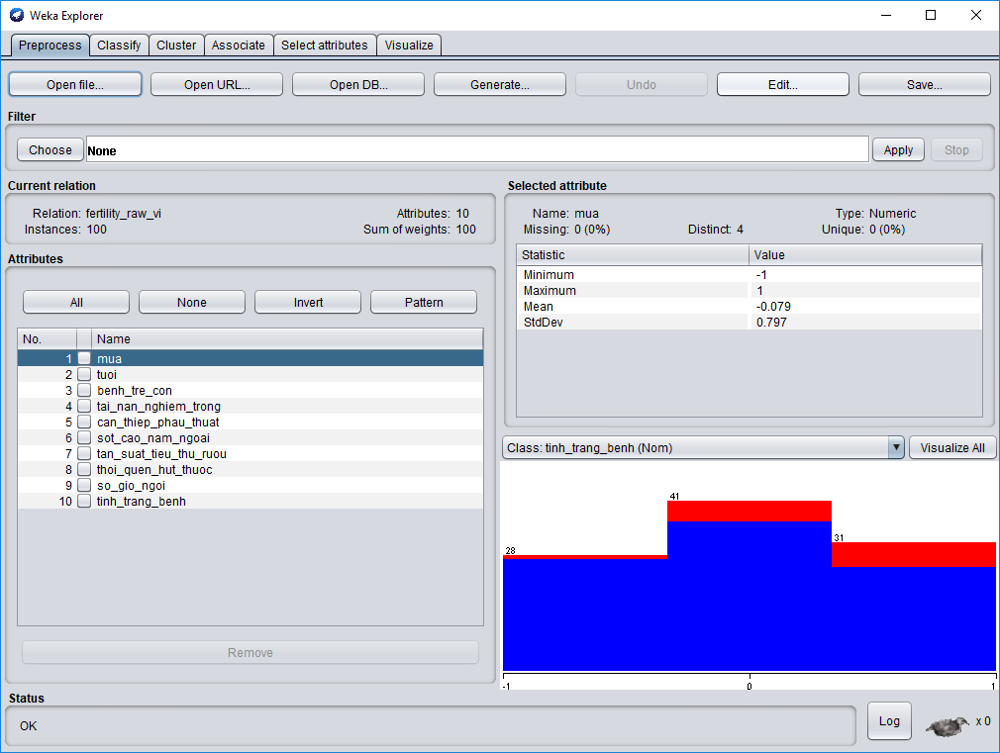 Weka Explorer
Preprocess Classify Cluster Associate Select attributes Visualize
Open file... Open URL... Open DB... Generate... Undo Edit... Save...
Filter
Choose None Apply Stop
Current relation
Relation: fertility_raw_vi Attributes: 10
Instances: 100 Sum of weights: 100
Attributes
All None Invert Pattern
No. Name
1 mua
2 tuoi
3 benh_tre_con
4 tai_nan_nghiem_trong
5 can_thiep_phau_thuat
6 sot_cao_nam_ngoai
7 tan_suat_tieu_thu_ruou
8 thoi_quen_hut_thuoc
9 so_gio_ngoi
10 tinh_trang_benh
Remove
Selected attribute
Name: mua Type: Numeric
Missing: 0 (0%) Distinct: 4 Unique: 0 (0%)
Statistic Value
Minimum -1
Maximum 1
Mean -0.079
StdDev 0.797
Class: tinh_trang_benh (Nom) Visualize All
28 41 31
-1 0 1
Status
OK Log x 0